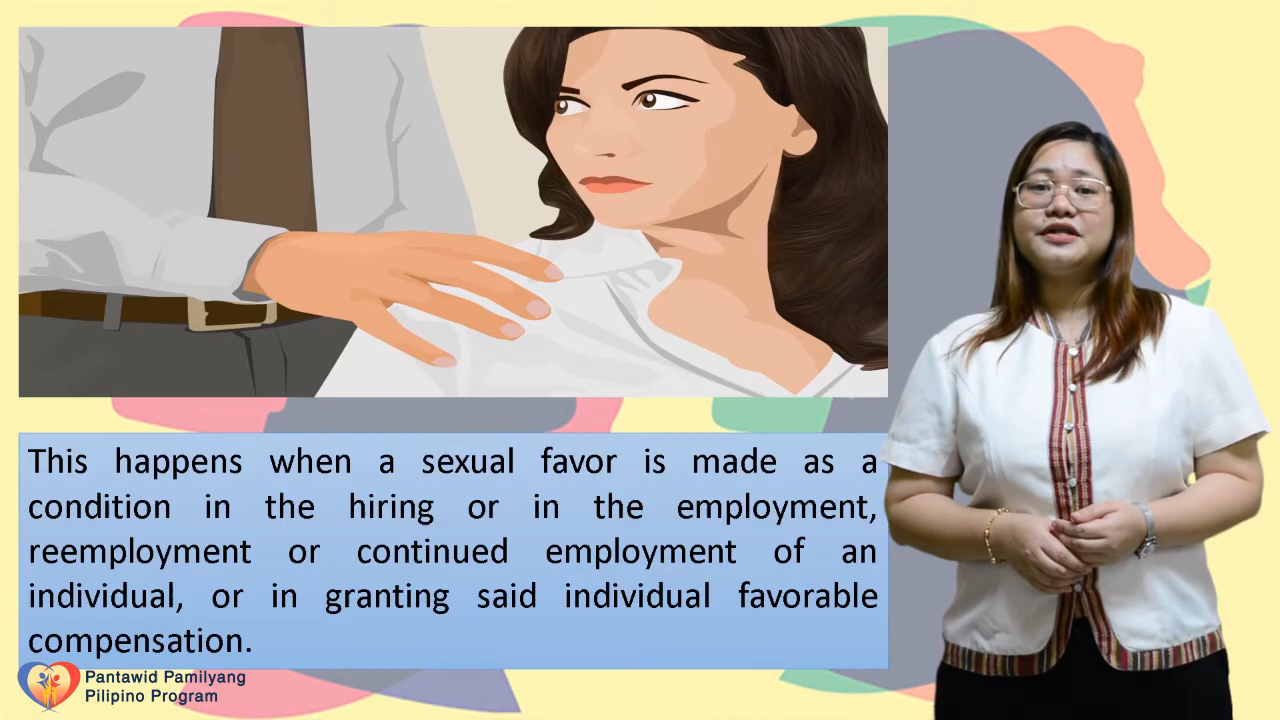 This happens when a sexual favor is made as a
condition in the hiring or in the employment,
reemployment or continued employment of an
individual, or in granting said individual favorable
compensation.
Pantawid Pamilyang
Pilipino Program